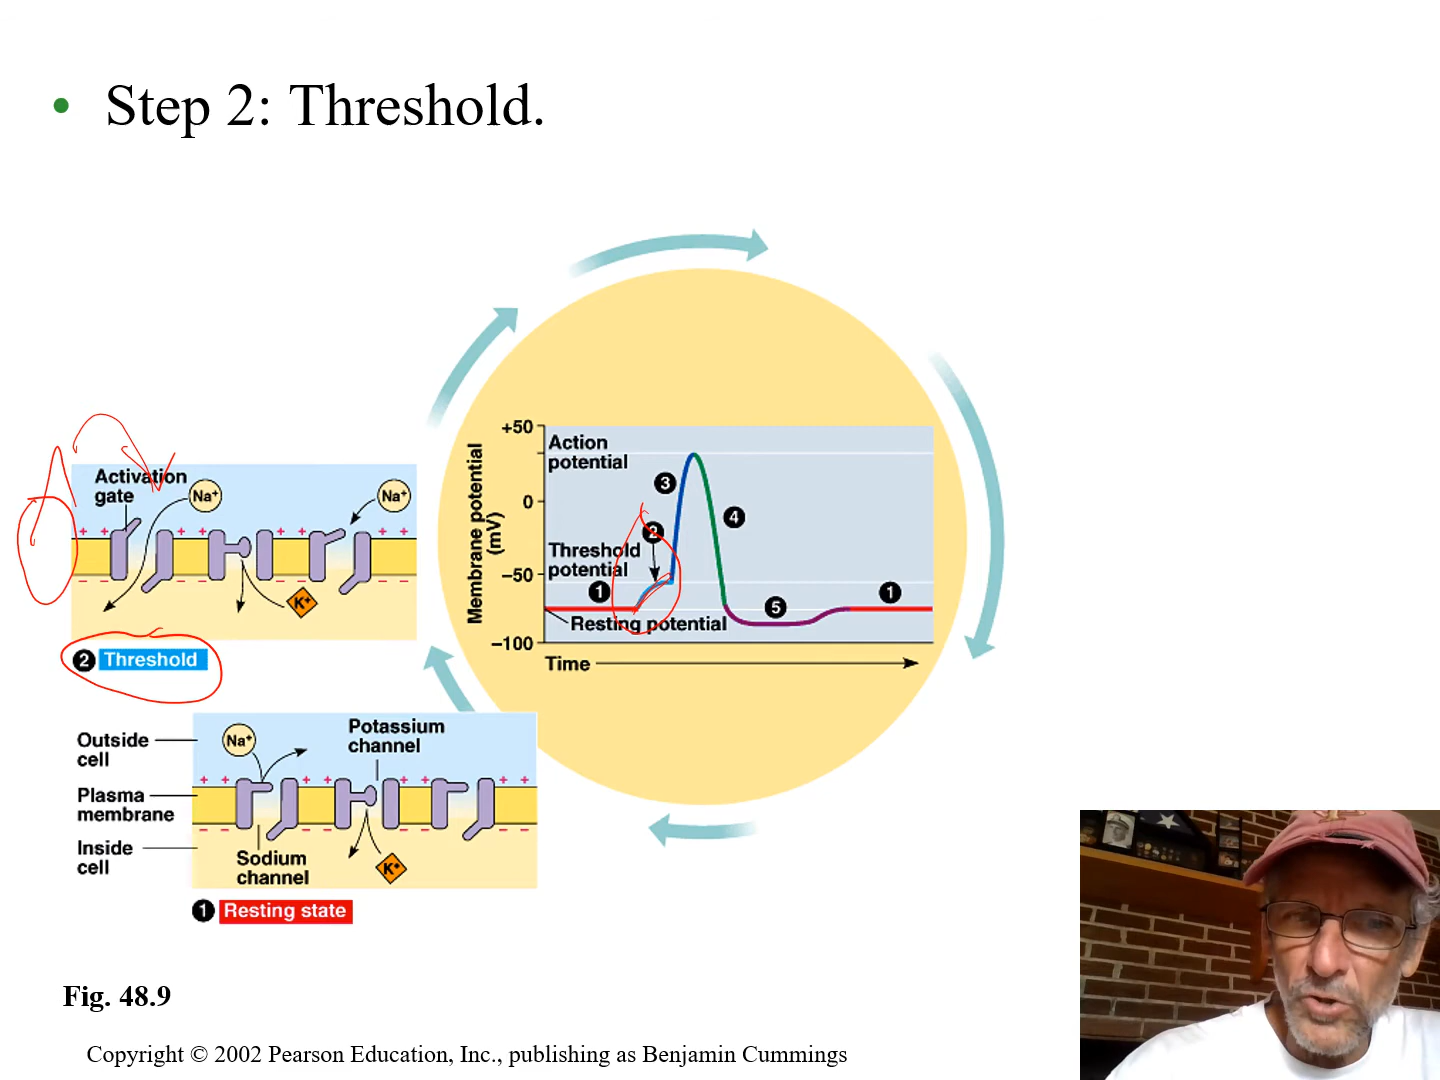 • Step 2: Threshold.
Activation
gate
Na+
Na+
+ + + + + + + +
K+
2 Threshold
Outside
cell
Plasma
membrane
Inside
cell
Na+
Potassium
channel
Sodium
channel
K+
1 Resting state
Membrane potential
(mV)
+50
0
−50
−100
Action
potential
3
2
4
Threshold
potential
1
5
1
Resting potential
Time
Fig. 48.9
Copyright © 2002 Pearson Education, Inc., publishing as Benjamin Cummings